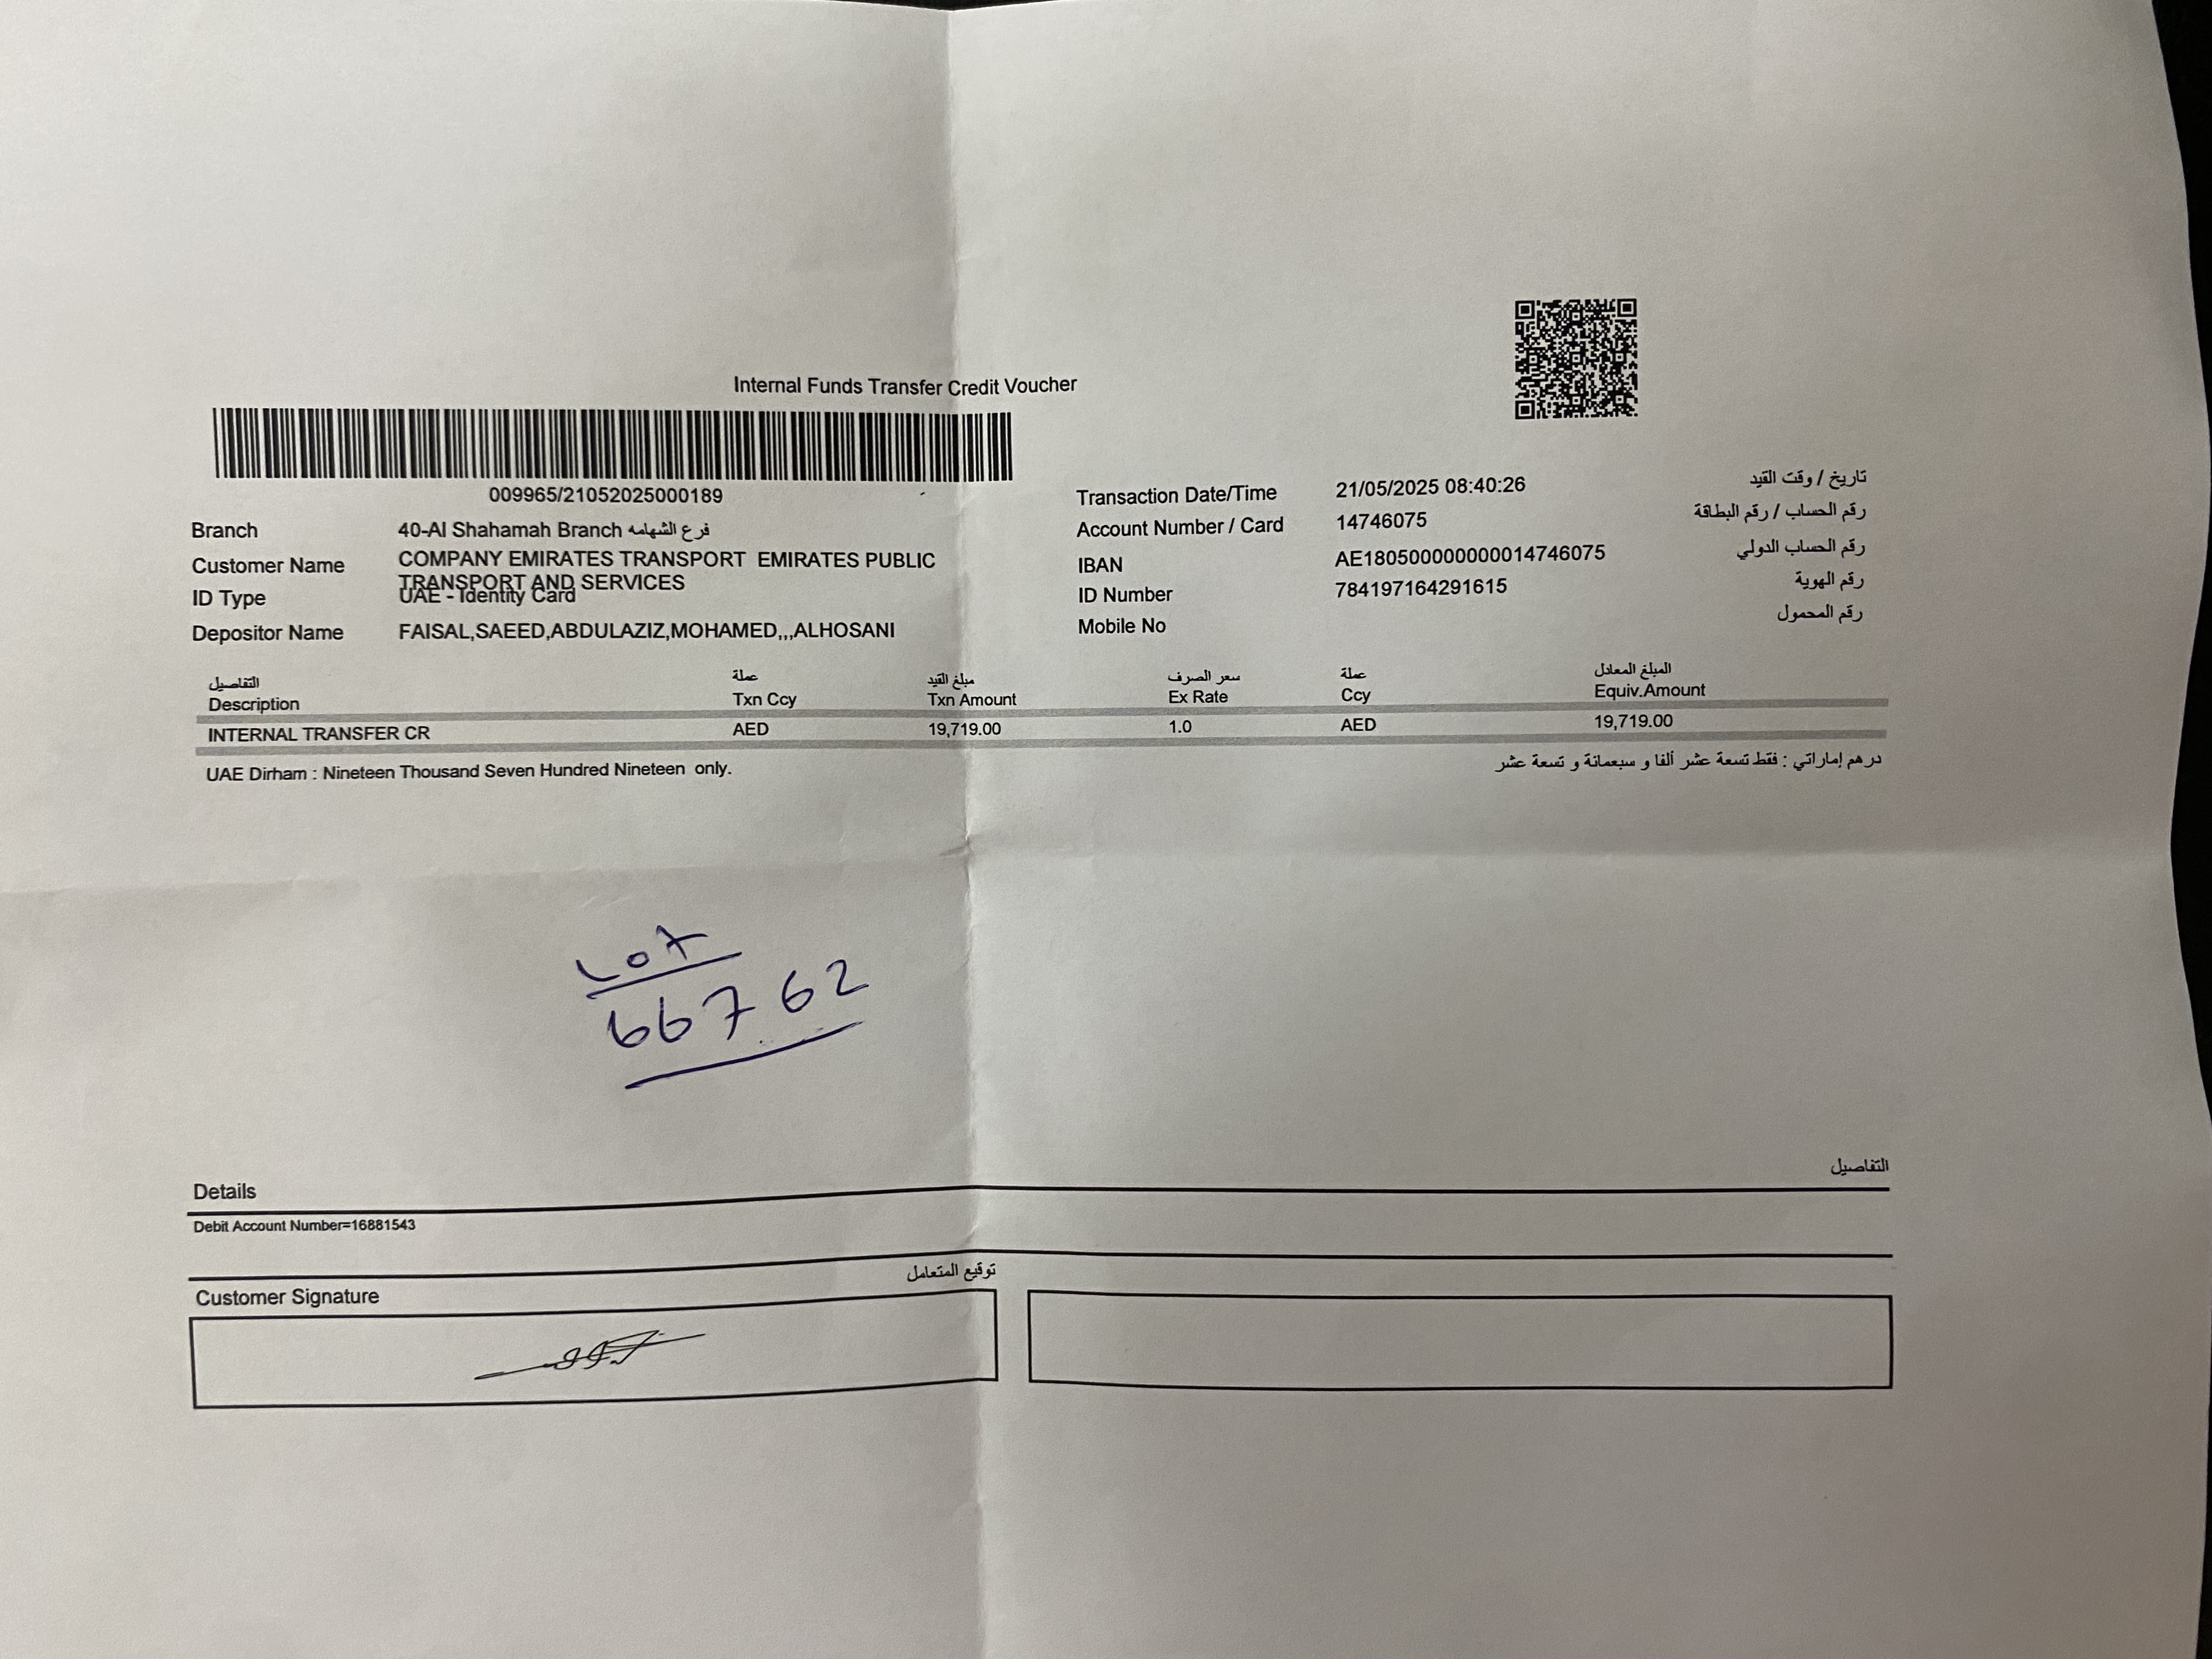 Internal Funds Transfer Credit Voucher
009965/21052025000189
Transaction Date/Time 21/05/2025 08:40:26 تاريخ / وقت القيد
Branch 40-Al Shahamah Branch فرع الشهامه
Account Number / Card 14746075 رقم الحساب / رقم البطاقة
Customer Name COMPANY EMIRATES TRANSPORT EMIRATES PUBLIC
TRANSPORT AND SERVICES
IBAN AE180500000000014746075 رقم الحساب الدولي
ID Type UAE - Identity Card
ID Number 784197164291615 رقم الهوية
Depositor Name FAISAL,SAEED,ABDULAZIZ,MOHAMED,,,ALHOSANI
Mobile No رقم المحمول
التفاصيل عملة مبلغ القيد سعر الصرف عملة المبلغ المعادل
Description Txn Ccy Txn Amount Ex Rate Ccy Equiv.Amount
INTERNAL TRANSFER CR AED 19,719.00 1.0 AED 19,719.00
UAE Dirham : Nineteen Thousand Seven Hundred Nineteen only.
درهم إماراتي : فقط تسعة عشر ألفا و سبعمائة و تسعة عشر
Lot
66762
Details التفاصيل
Debit Account Number=16881543
Customer Signature توقيع المتعامل